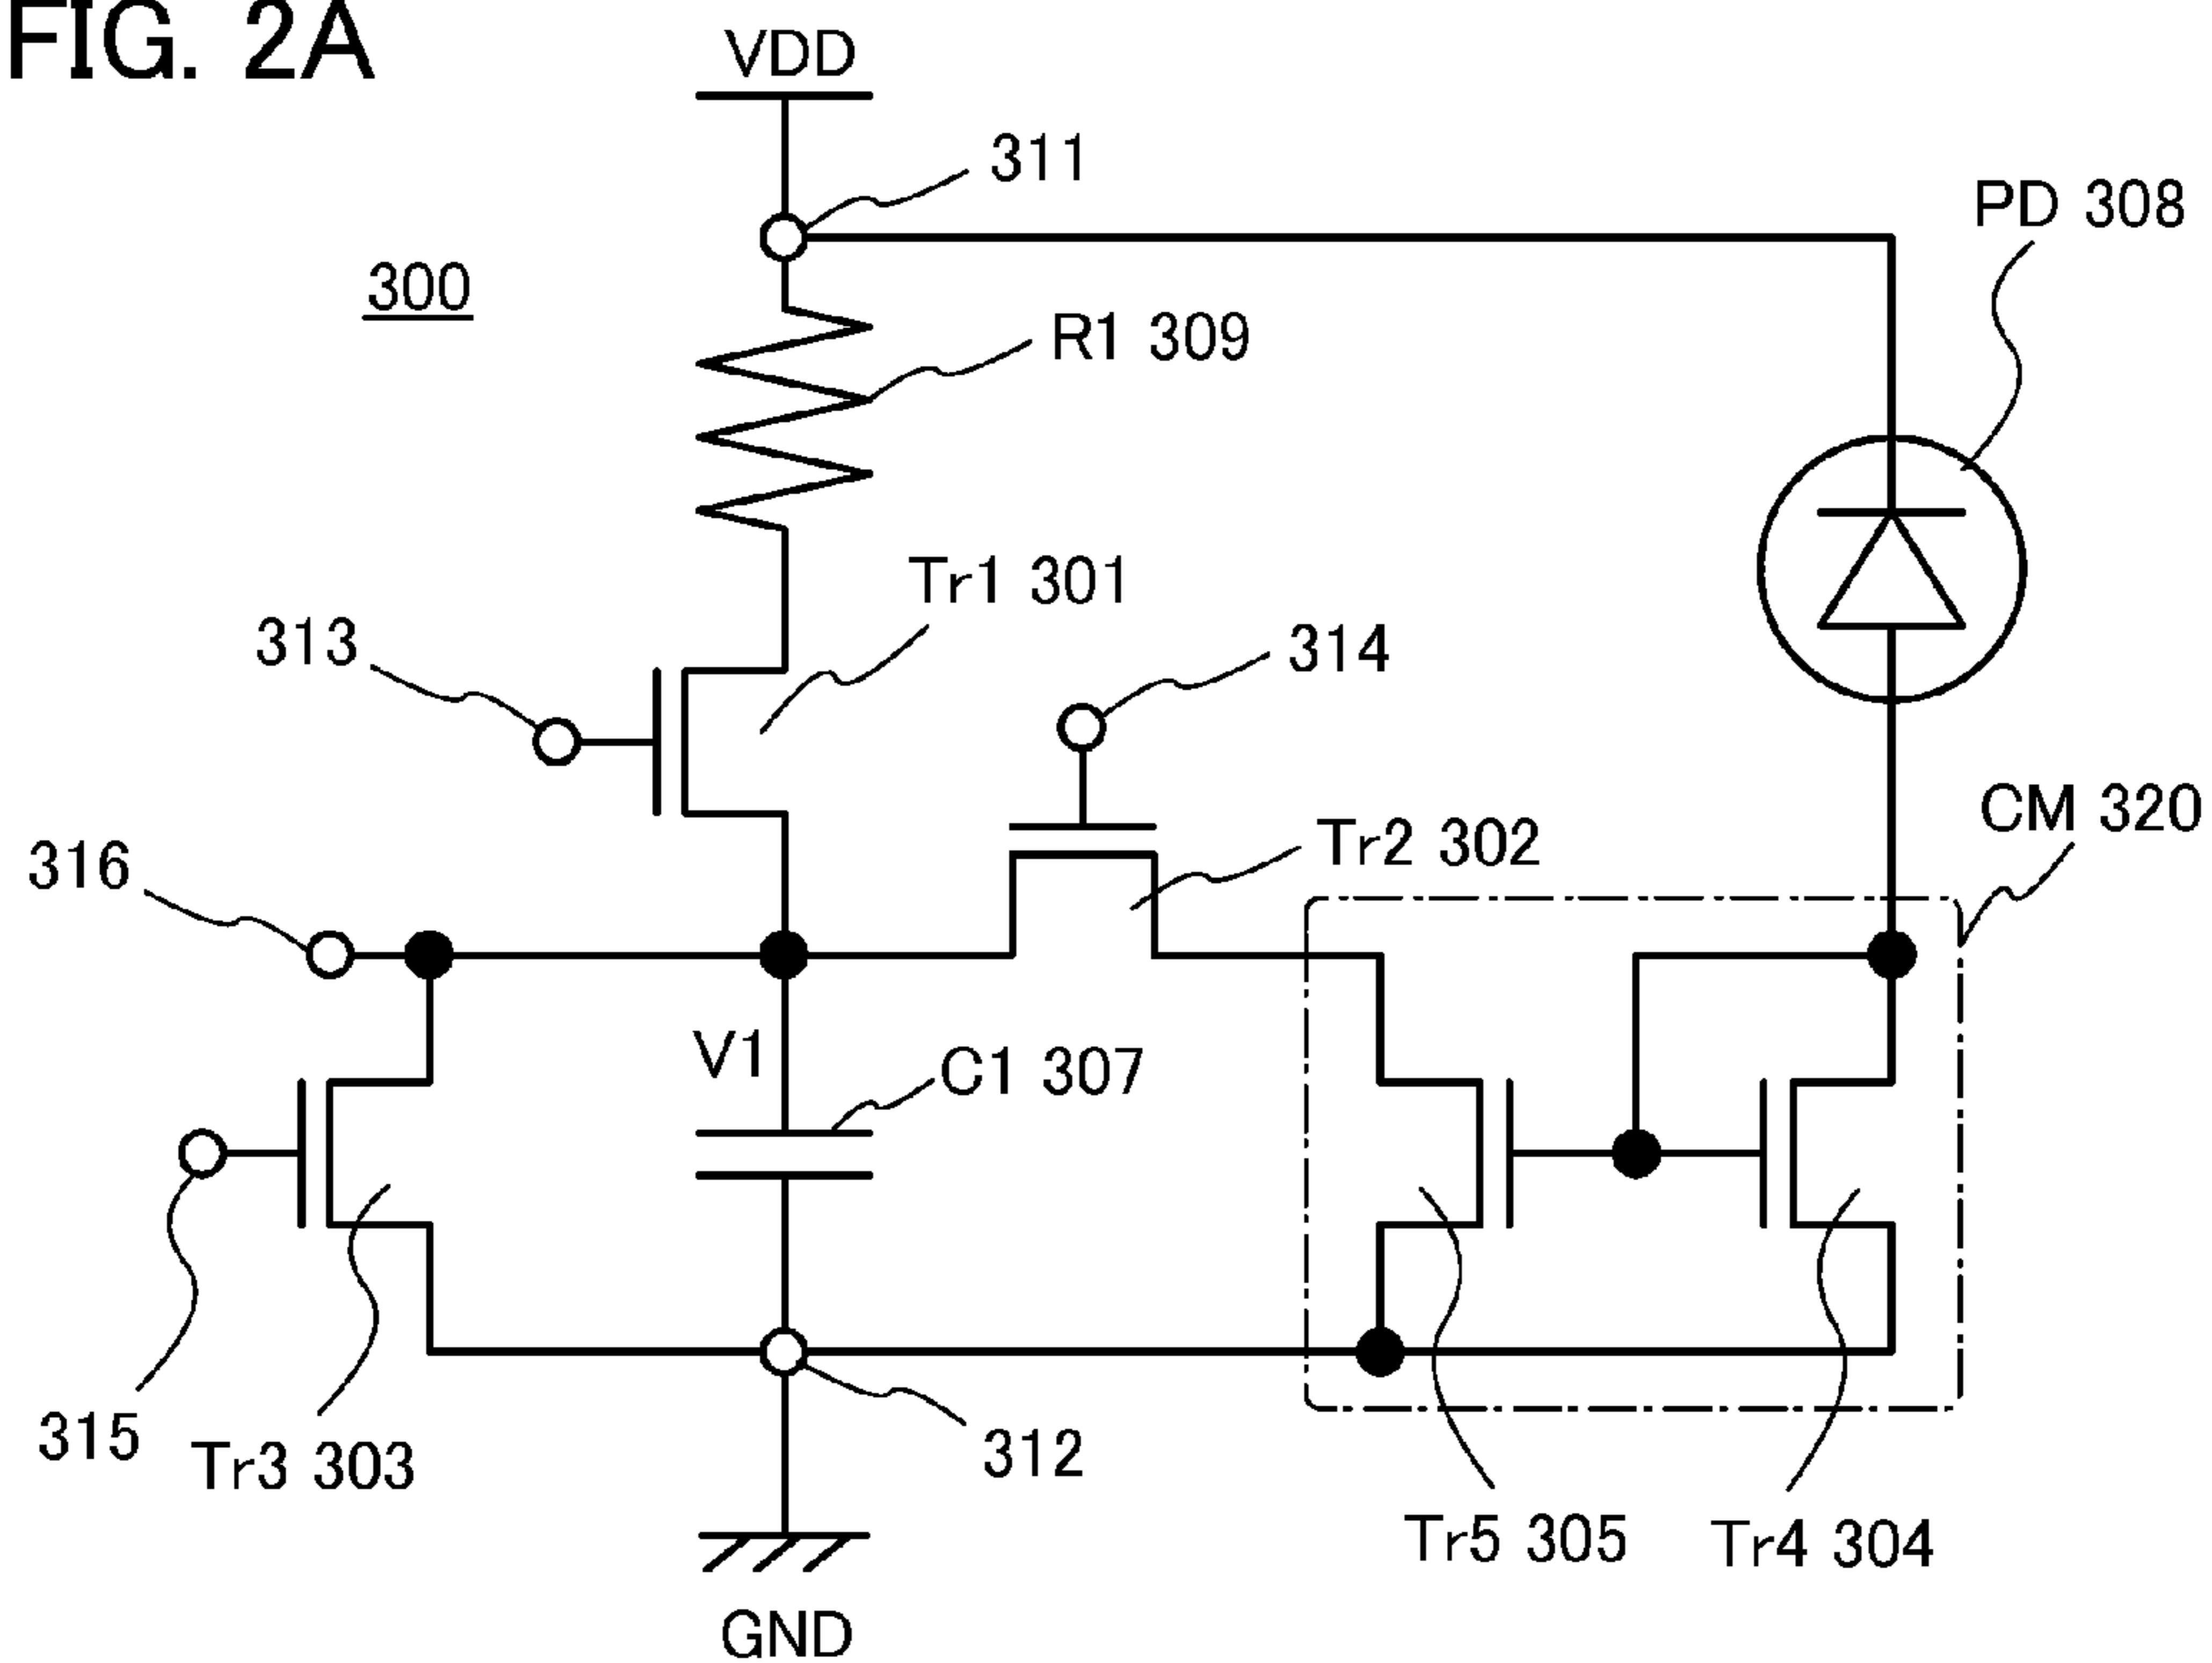 FIG. 2A
VDD
311
PD 308
300
R1 309
Tr1 301
313
314
CM 320
Tr2 302
316
V1
C1 307
315
Tr3 303
312
Tr5 305
Tr4 304
GND